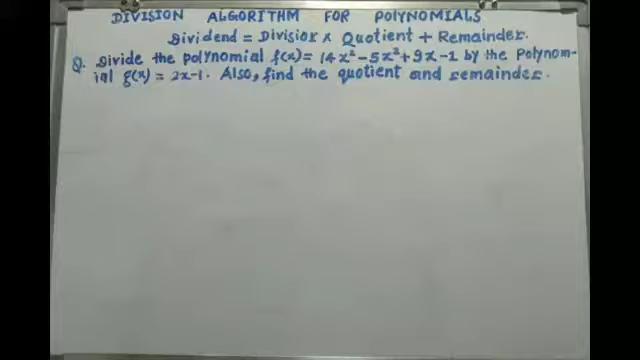 DIVISION ALGORITHM FOR POLYNOMIALS
Dividend = Divisior x Quotient + Remainder.
Q. Divide the polynomial f(x) = 14x² - 5x² + 9x - 1 by the polynom-
ial g(x) = 2x-1. Also, find the quotient and remainder.